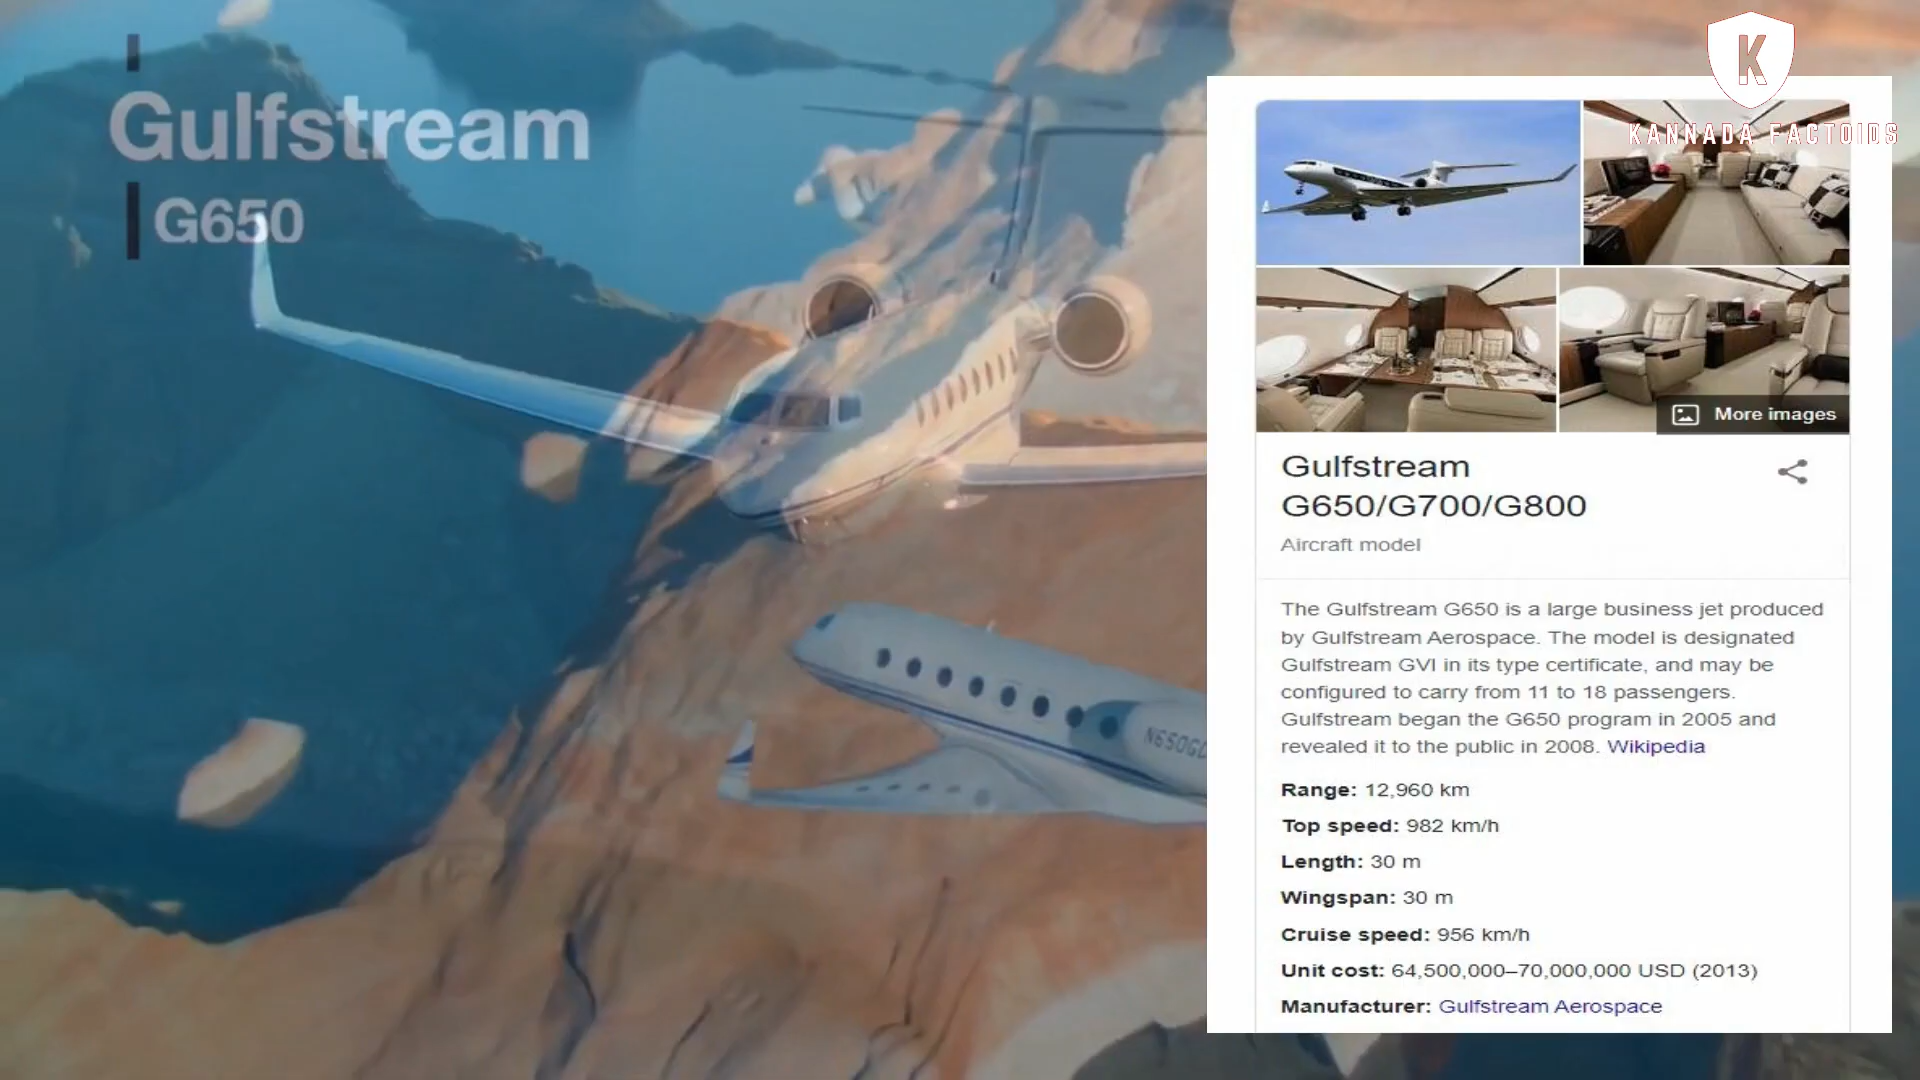 Gulfstream
G650
K
KANNADA FACTOIDS
More images
Gulfstream
G650/G700/G800
Aircraft model
The Gulfstream G650 is a large business jet produced
by Gulfstream Aerospace. The model is designated
Gulfstream GVI in its type certificate, and may be
configured to carry from 11 to 18 passengers.
Gulfstream began the G650 program in 2005 and
revealed it to the public in 2008. Wikipedia
Range: 12,960 km
Top speed: 982 km/h
Length: 30 m
Wingspan: 30 m
Cruise speed: 956 km/h
Unit cost: 64,500,000–70,000,000 USD (2013)
Manufacturer: Gulfstream Aerospace
N650GD